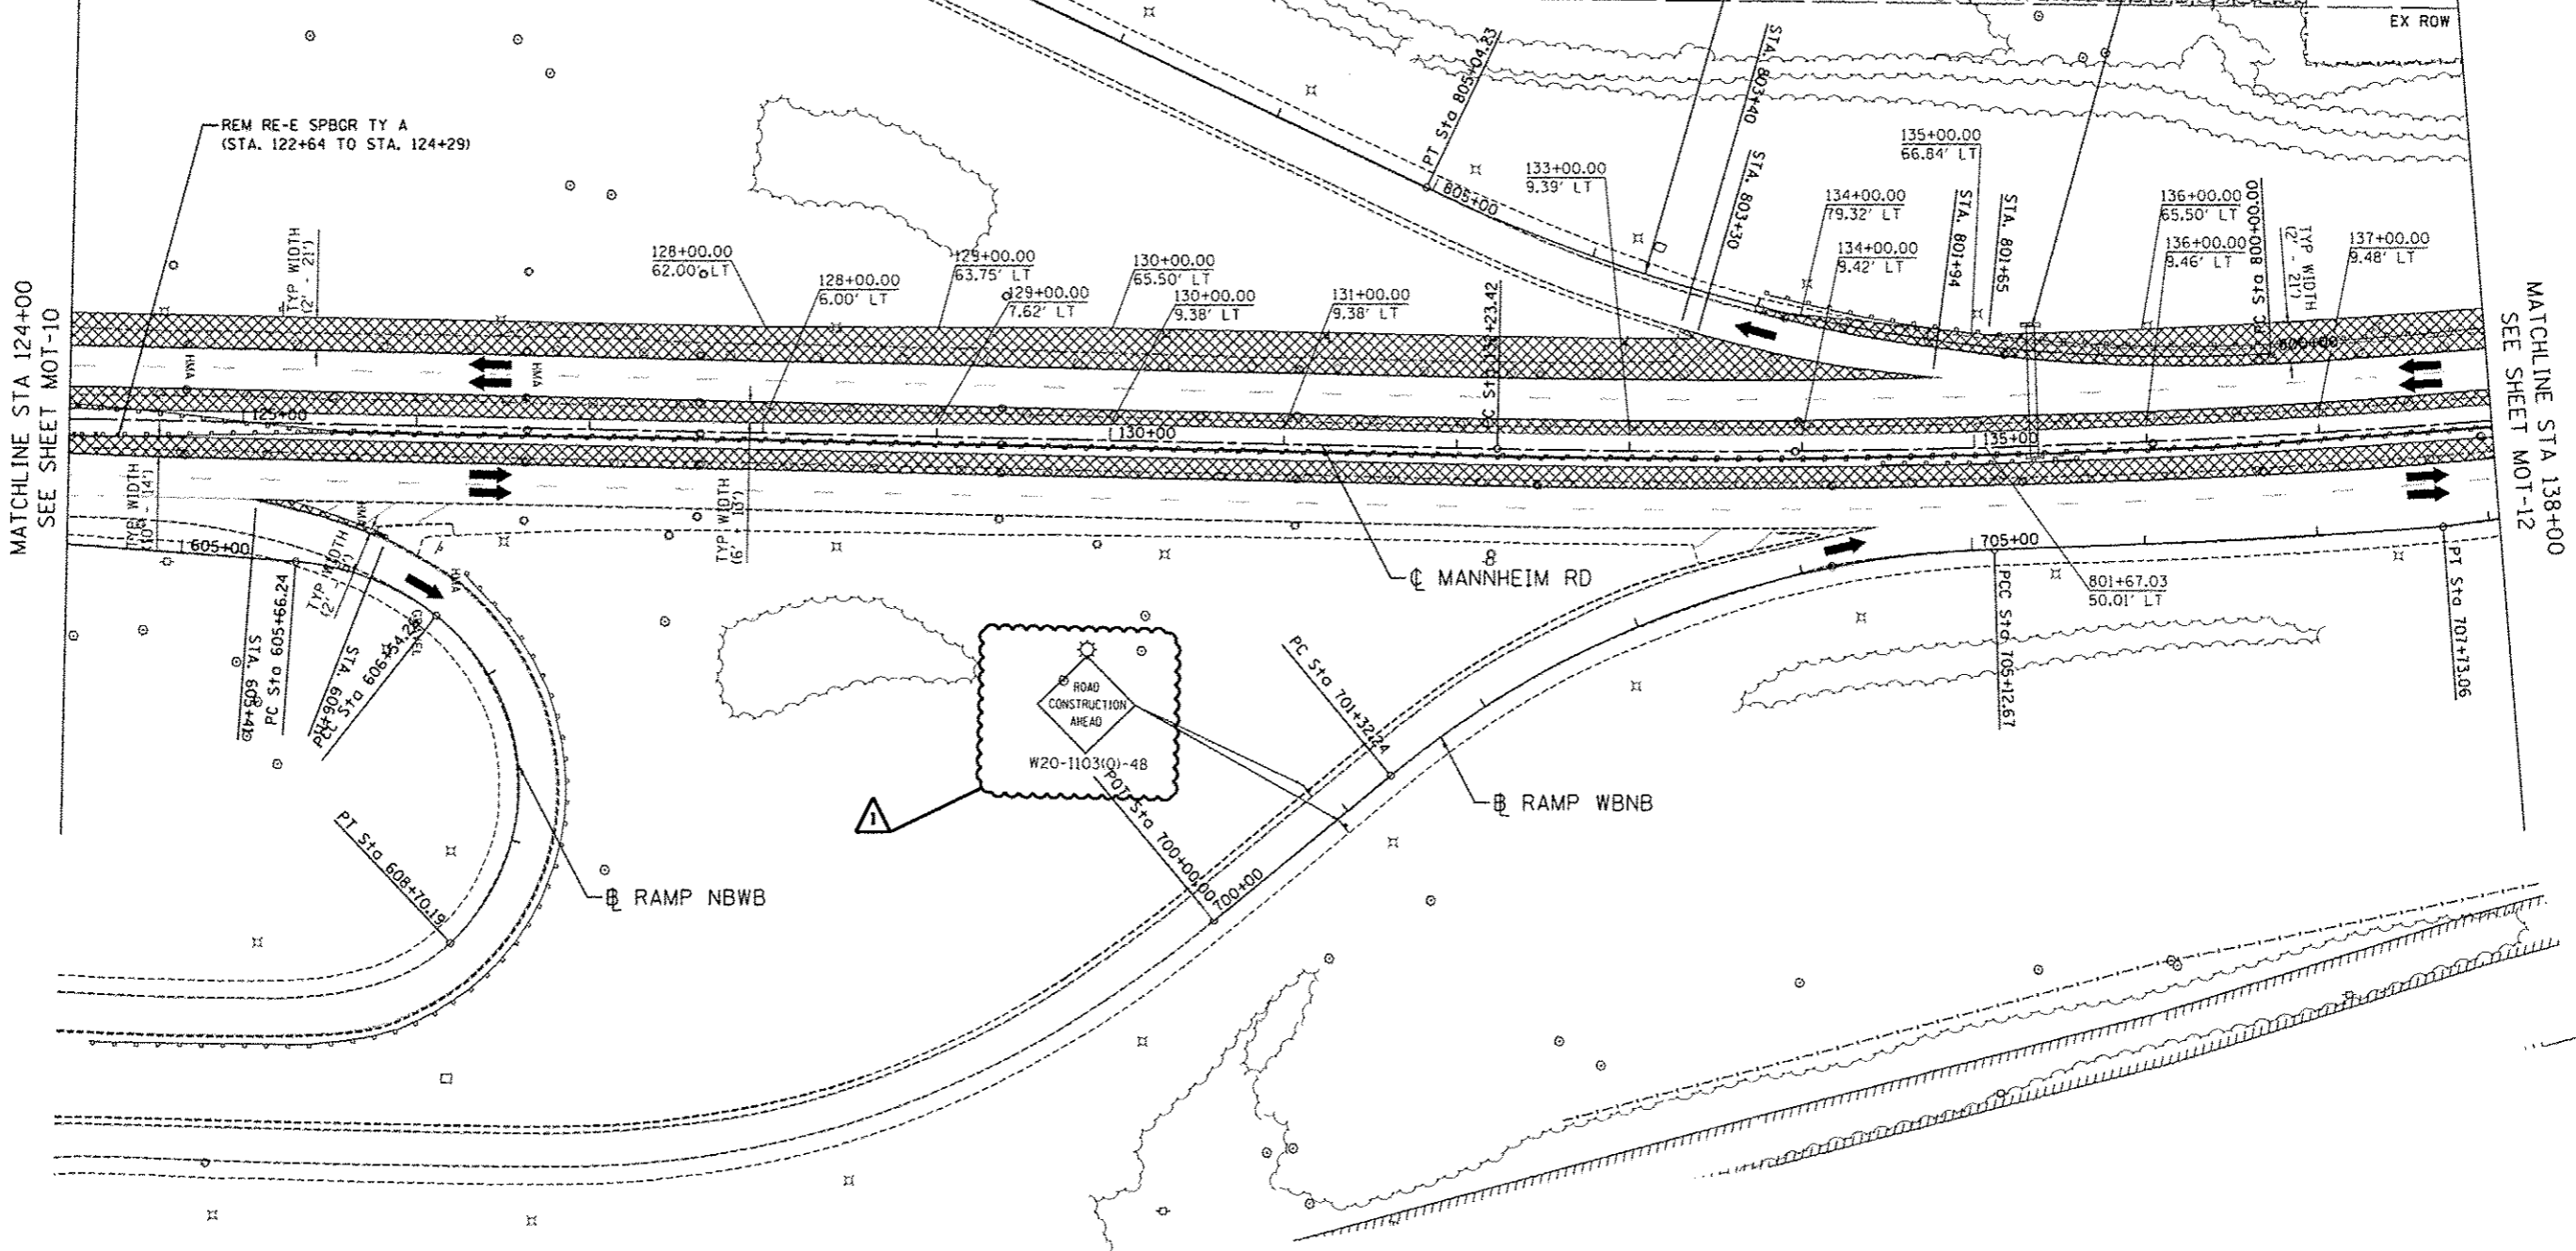 EX ROW
REM RE-E SPBGR TY A
(STA. 122+64 TO STA. 124+29)
MATCHLINE STA 124+00
SEE SHEET MOT-10
TYP WIDTH
(2' - 21')
128+00.00
62.00' LT
128+00.00
6.00' LT
129+00.00
63.75' LT
129+00.00
7.62' LT
130+00.00
65.50' LT
130+00.00
9.38' LT
131+00.00
9.38' LT
PT Sta 805+04.23
805+00
STA. 803+40
STA. 803+30
133+00.00
9.39' LT
134+00.00
79.32' LT
134+00.00
9.42' LT
135+00.00
66.84' LT
STA. 801+94
STA. 801+65
136+00.00
65.50' LT
136+00.00
9.46' LT
PC Sta 800+00.00
TYP WIDTH
(2' - 21')
137+00.00
9.48' LT
MATCHLINE STA 138+00
SEE SHEET MOT-12
HMA
HMA
125+00
130+00
135+00
TYP WIDTH
TYP WIDTH
(6' - 13')
605+00
HMA
HMA
STA. 605+41
PC Sta 605+66.24
TYP WIDTH
PT Sta 608+70.19
℄ MANNHEIM RD
705+00
801+67.03
50.01' LT
PCC Sta 705+12.67
PT Sta 707+73.06
ROAD
CONSTRUCTION
AHEAD
W20-1103(O)-48
1
PC Sta 701+32.24
POT Sta 700+00.00
700+00
RAMP WBNB
RAMP NBWB